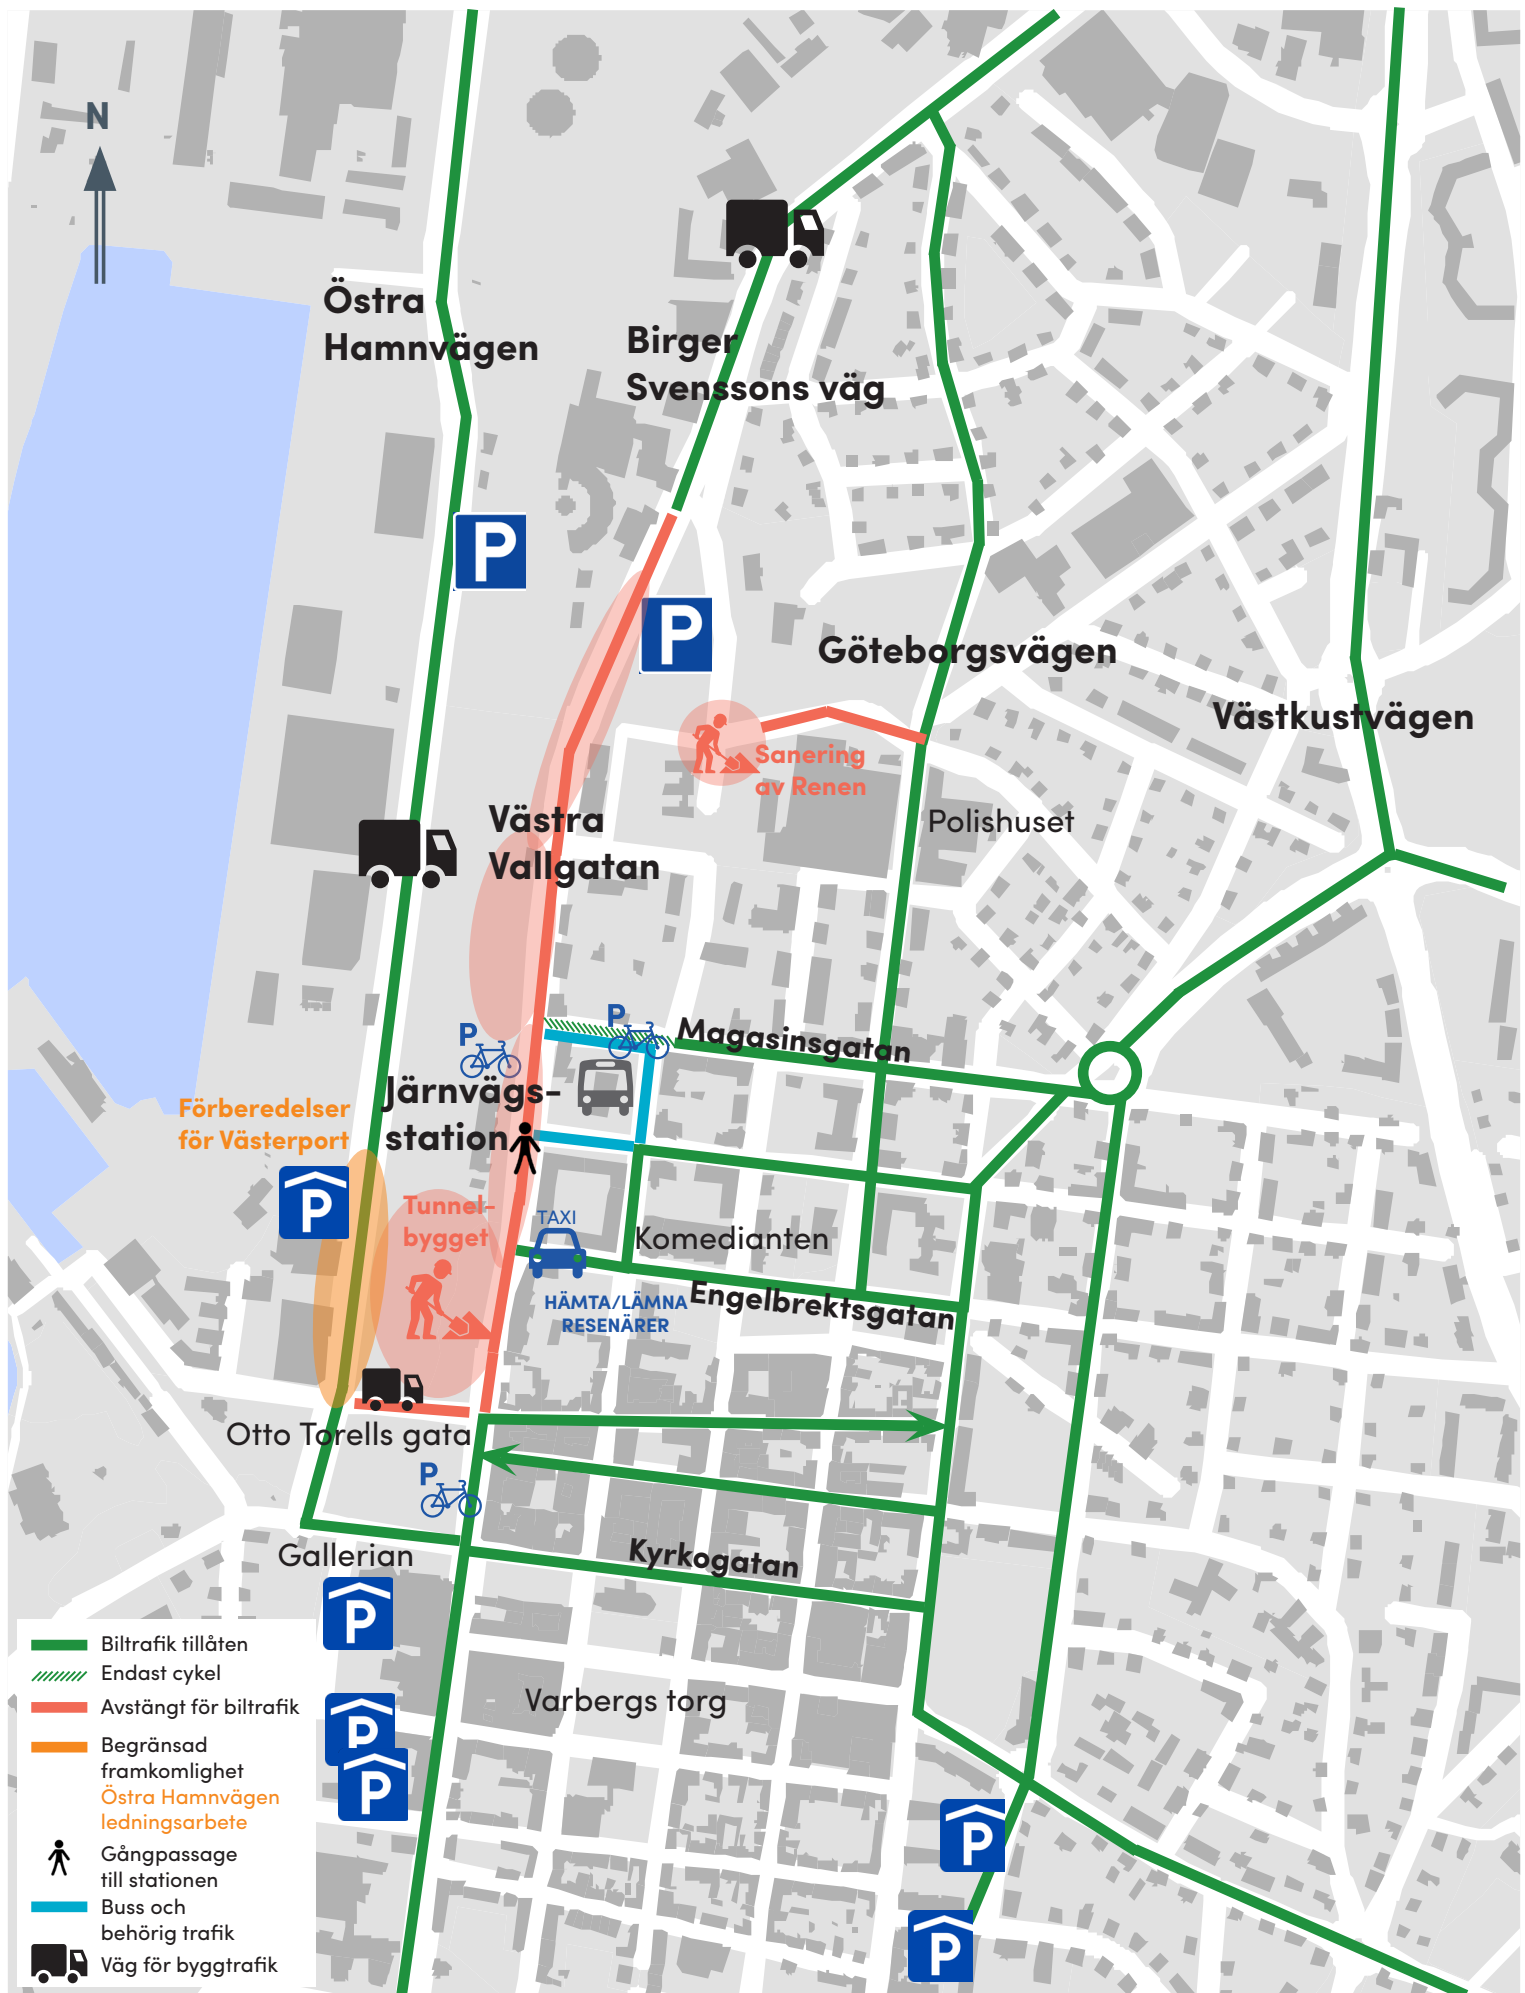 N
Östra
Hamnvägen
Birger
Svenssons väg
P
P
Göteborgsvägen
Västkustvägen
Sanering
av Renen
Västra
Vallgatan
Polishuset
P
P
Magasinsgatan
Järnvägs-
station
Förberedelser
för Västerport
P
Tunnel-
bygget
TAXI
Komedianten
HÄMTA/LÄMNA
RESENÄRER
Engelbrektsgatan
Otto Torells gata
P
Gallerian
Kyrkogatan
P
Varbergs torg
P
P
P
P
Biltrafik tillåten
Endast cykel
Avstängt för biltrafik
Begränsad
framkomlighet
Östra Hamnvägen
ledningsarbete
Gångpassage
till stationen
Buss och
behörig trafik
Väg för byggtrafik